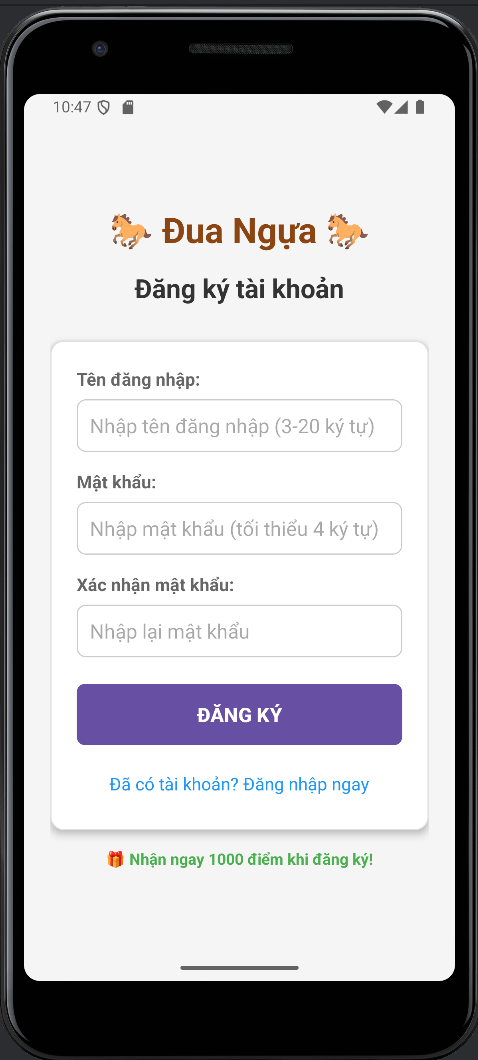 10:47
🐎 Đua Ngựa 🐎
Đăng ký tài khoản
Tên đăng nhập:
Nhập tên đăng nhập (3-20 ký tự)
Mật khẩu:
Nhập mật khẩu (tối thiểu 4 ký tự)
Xác nhận mật khẩu:
Nhập lại mật khẩu
ĐĂNG KÝ
Đã có tài khoản? Đăng nhập ngay
🎁 Nhận ngay 1000 điểm khi đăng ký!